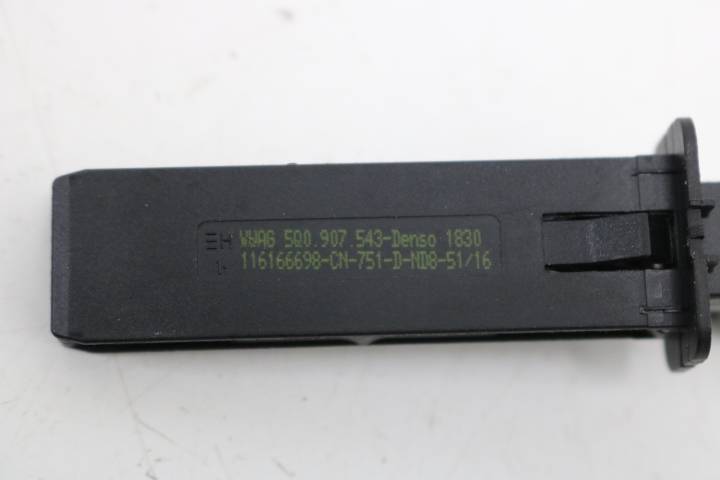 EH VWAG 5Q0.907.543-Denso 1830
116166698-CN-751-D-ND8-51/16